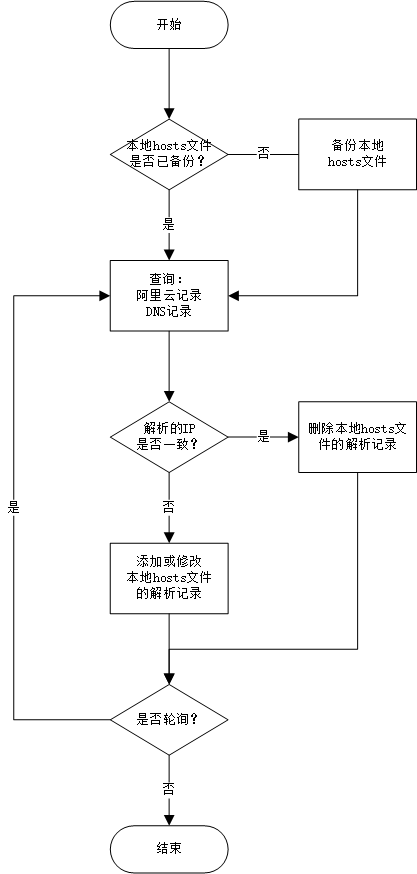 开始
本地hosts文件
是否已备份？
否
备份本地
hosts文件
是
查询：
阿里云记录
DNS记录
解析的IP
是否一致？
是
删除本地hosts文
件的解析记录
否
是
添加或修改
本地hosts文件
的解析记录
是否轮询？
否
结束